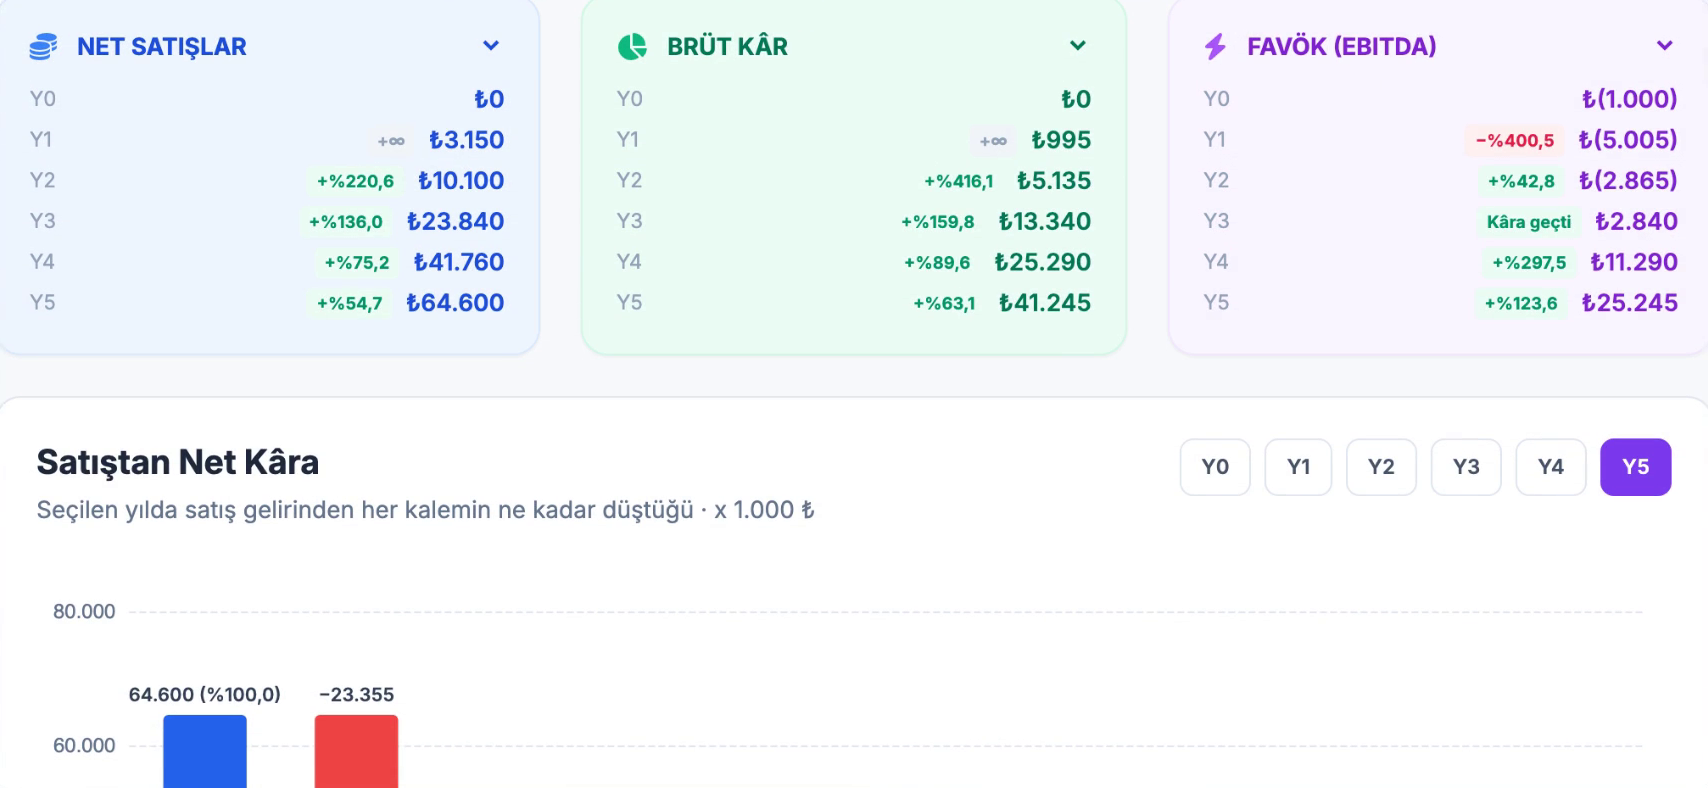 NET SATIŞLAR
Y0 ₺0
Y1 +∞ ₺3.150
Y2 +%220,6 ₺10.100
Y3 +%136,0 ₺23.840
Y4 +%75,2 ₺41.760
Y5 +%54,7 ₺64.600
BRÜT KÂR
Y0 ₺0
Y1 +∞ ₺995
Y2 +%416,1 ₺5.135
Y3 +%159,8 ₺13.340
Y4 +%89,6 ₺25.290
Y5 +%63,1 ₺41.245
FAVÖK (EBITDA)
Y0 ₺(1.000)
Y1 −%400,5 ₺(5.005)
Y2 +%42,8 ₺(2.865)
Y3 Kâra geçti ₺2.840
Y4 +%297,5 ₺11.290
Y5 +%123,6 ₺25.245
Satıştan Net Kâra
Seçilen yılda satış gelirinden her kalemin ne kadar düştüğü · x 1.000 ₺
Y0 Y1 Y2 Y3 Y4 Y5
80.000
64.600 (%100,0) −23.355
60.000